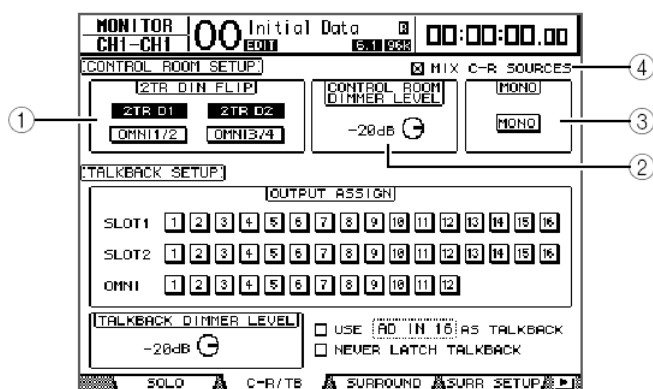 MONITOR
CH1-CH1
00 Initial Data
EDIT 6.1 96K
00:00:00.00
CONTROL ROOM SETUP
MIX C-R SOURCES
4
1
2TR DIN FLIP
2TR D1 2TR D2
OMNI1/2 OMNI3/4
CONTROL ROOM
DIMMER LEVEL
-20dB
2
MONO
MONO
3
TALKBACK SETUP
OUTPUT ASSIGN
SLOT1 1 2 3 4 5 6 7 8 9 10 11 12 13 14 15 16
SLOT2 1 2 3 4 5 6 7 8 9 10 11 12 13 14 15 16
OMNI 1 2 3 4 5 6 7 8 9 10 11 12
TALKBACK DIMMER LEVEL
-20dB
USE AD IN 16 AS TALKBACK
NEVER LATCH TALKBACK
SOLO C-R/TB SURROUND SURR SETUP